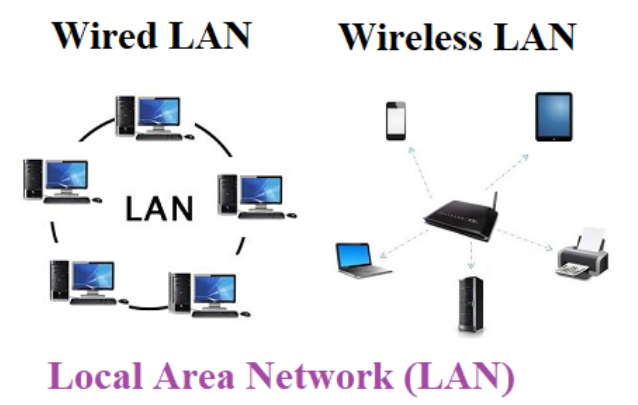 Wired LAN
Wireless LAN
LAN
Local Area Network (LAN)